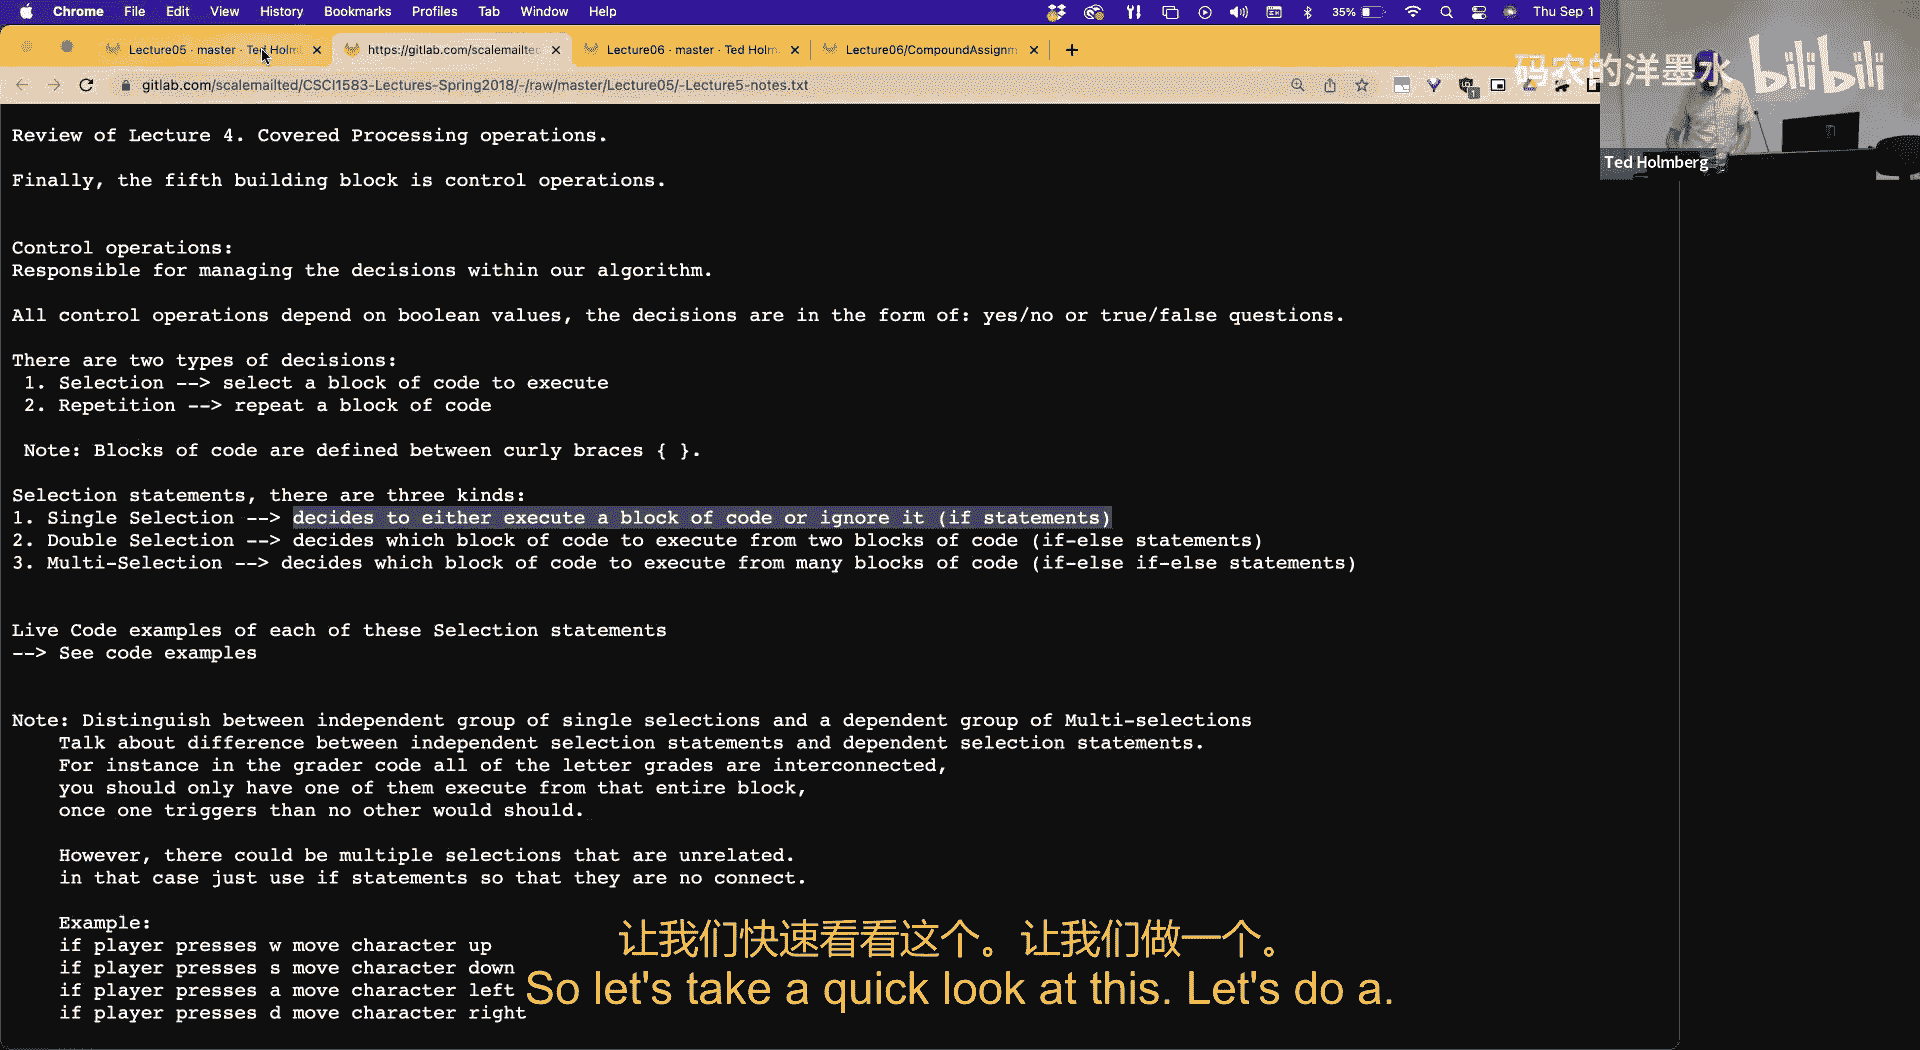 Chrome File Edit View History Bookmarks Profiles Tab Window Help 35% Thu Sep 1
Lecture05 · master · Ted Holm https://gitlab.com/scalemailted Lecture06 · master · Ted Holm Lecture06/CompoundAssignm
gitlab.com/scalemailted/CSCI1583-Lectures-Spring2018/-/raw/master/Lecture05/-Lecture5-notes.txt
码农的洋墨水 bilibili
Ted Holmberg
Review of Lecture 4. Covered Processing operations.
Finally, the fifth building block is control operations.
Control operations:
Responsible for managing the decisions within our algorithm.
All control operations depend on boolean values, the decisions are in the form of: yes/no or true/false questions.
There are two types of decisions:
1. Selection --> select a block of code to execute
2. Repetition --> repeat a block of code
Note: Blocks of code are defined between curly braces { }.
Selection statements, there are three kinds:
1. Single Selection --> decides to either execute a block of code or ignore it (if statements)
2. Double Selection --> decides which block of code to execute from two blocks of code (if-else statements)
3. Multi-Selection --> decides which block of code to execute from many blocks of code (if-else if-else statements)
Live Code examples of each of these Selection statements
--> See code examples
Note: Distinguish between independent group of single selections and a dependent group of Multi-selections
Talk about difference between independent selection statements and dependent selection statements.
For instance in the grader code all of the letter grades are interconnected,
you should only have one of them execute from that entire block,
once one triggers than no other would should.
However, there could be multiple selections that are unrelated.
in that case just use if statements so that they are no connect.
Example:
if player presses w move character up
if player presses s move character down
if player presses a move character left
if player presses d move character right
让我们快速看看这个。让我们做一个。
So let's take a quick look at this. Let's do a.